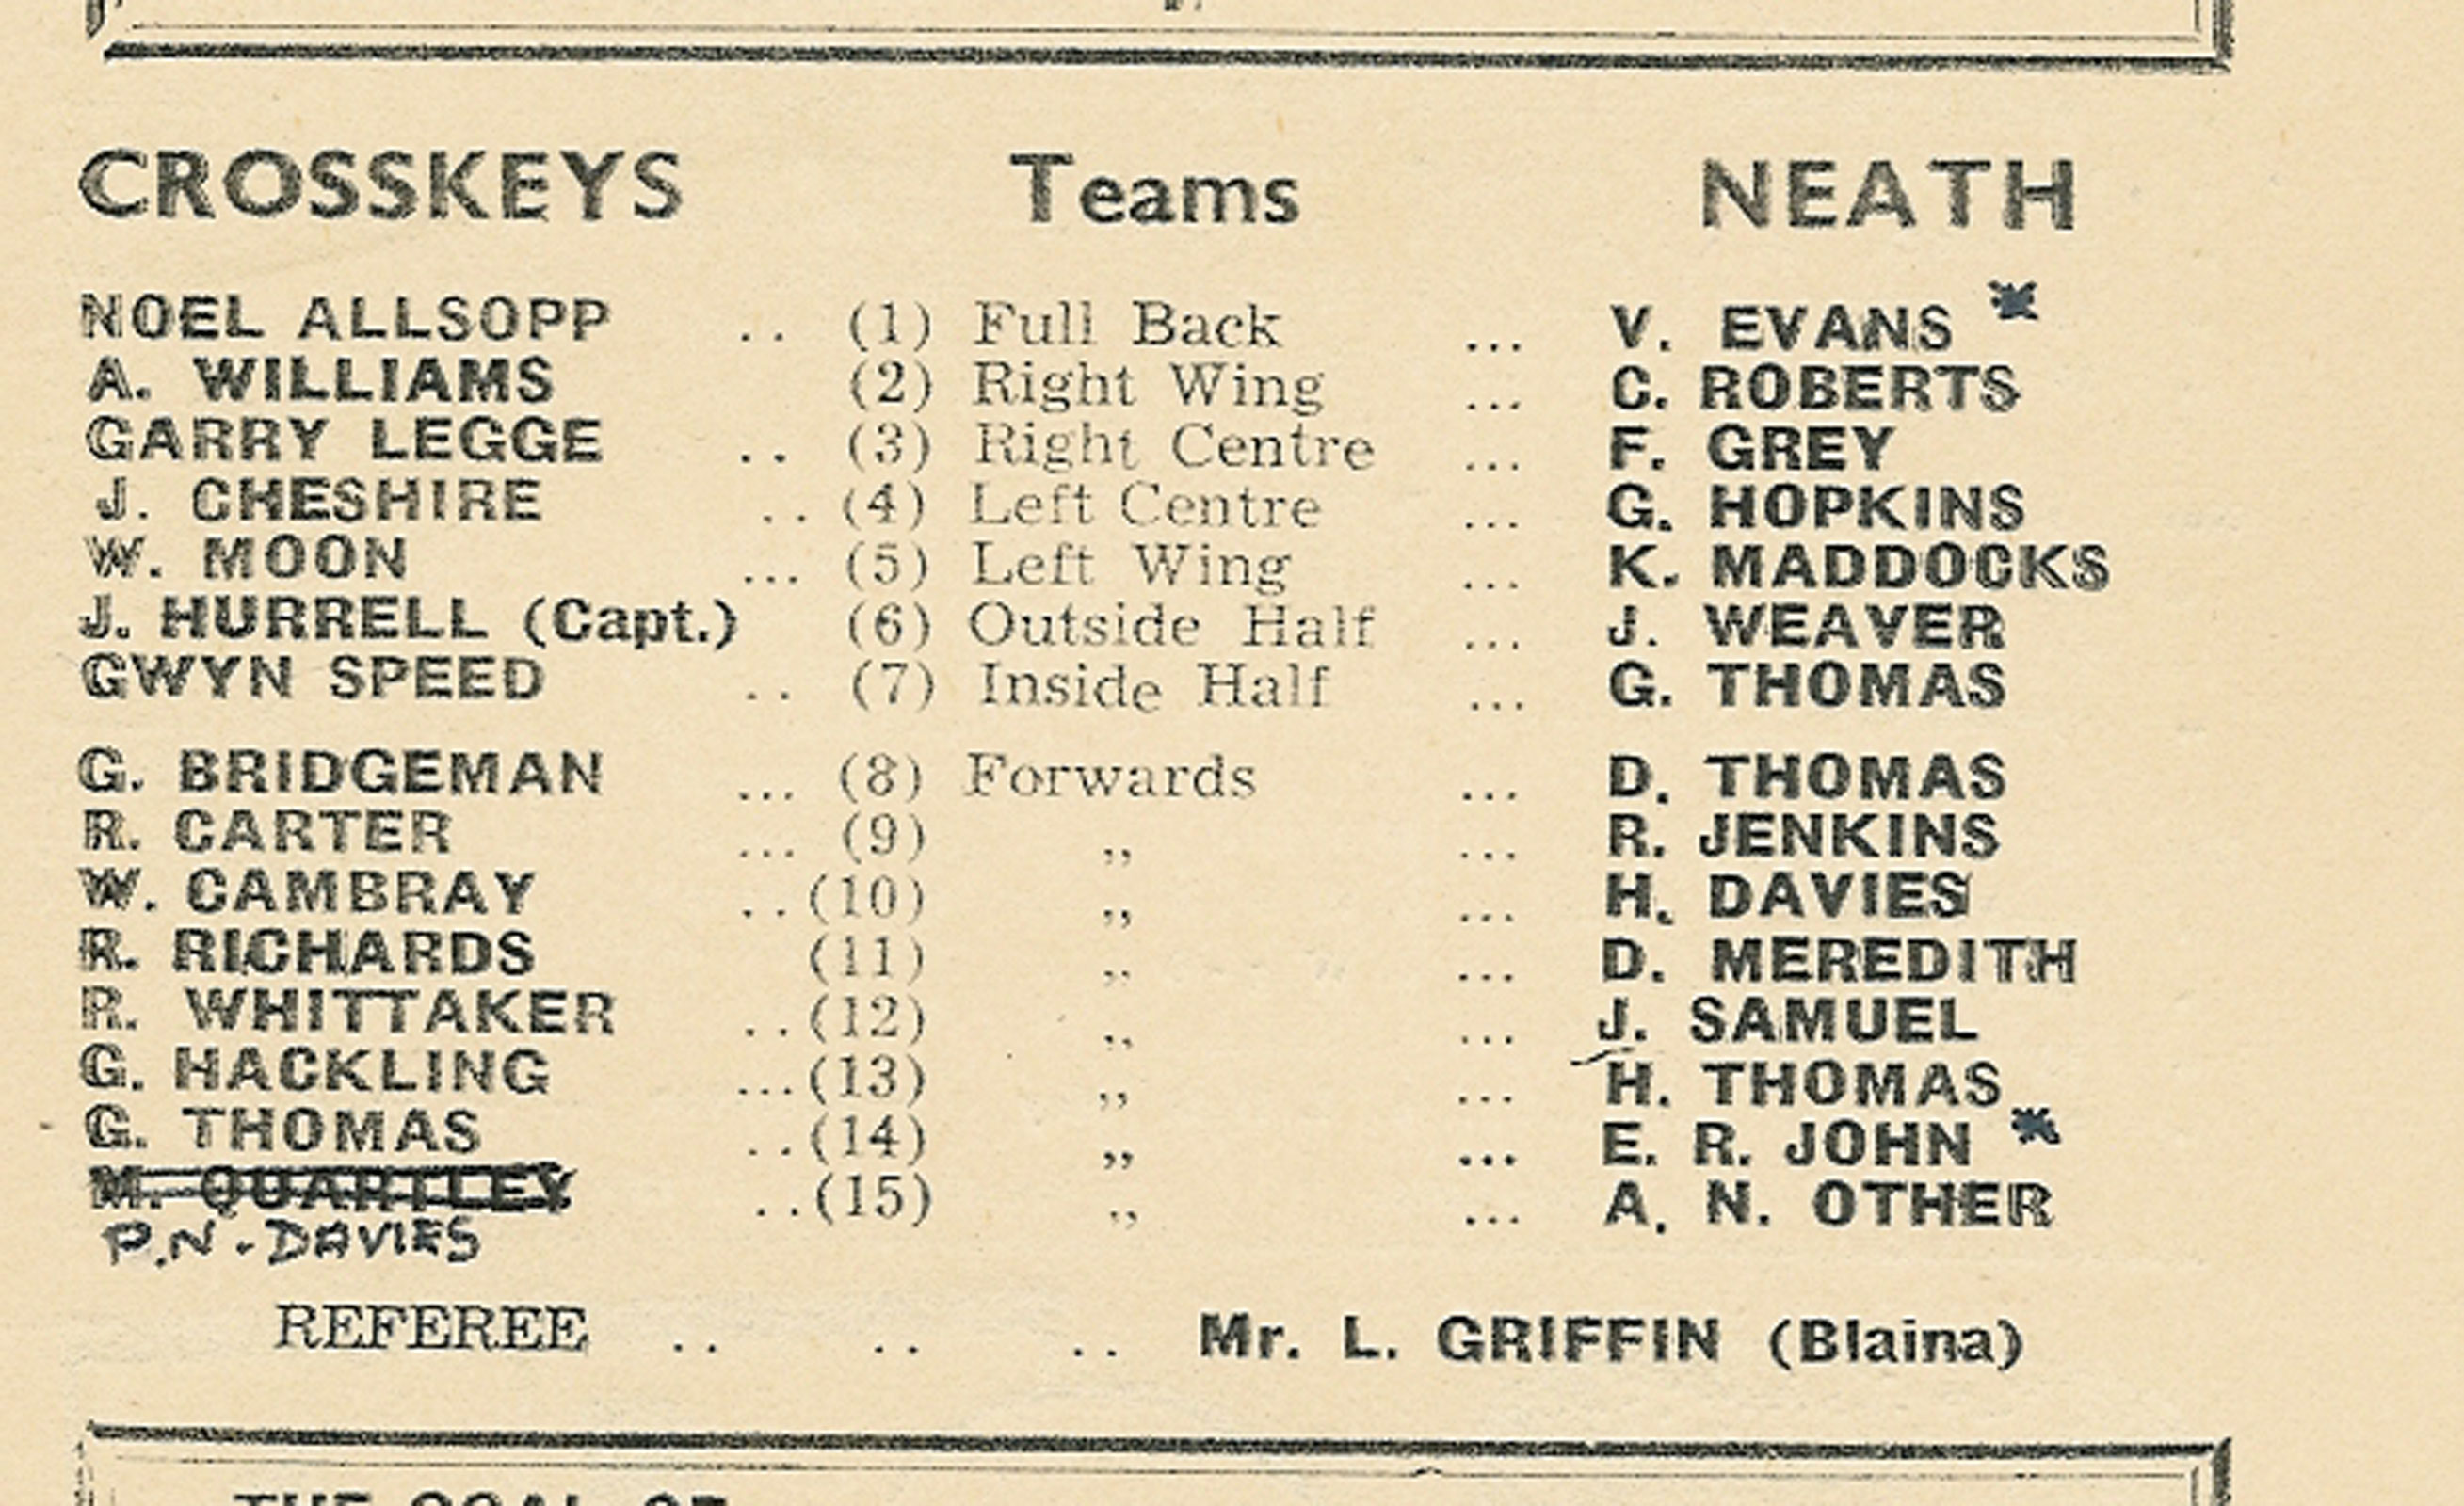 CROSSKEYS Teams NEATH
NOEL ALLSOPP .. (1) Full Back ... V. EVANS
A. WILLIAMS (2) Right Wing ... C. ROBERTS
GARRY LEGGE .. (3) Right Centre ... F. GREY
J. CHESHIRE .. (4) Left Centre ... G. HOPKINS
W. MOON ... (5) Left Wing ... K. MADDOCKS
J. HURRELL (Capt.) (6) Outside Half ... J. WEAVER
GWYN SPEED .. (7) Inside Half ... G. THOMAS
G. BRIDGEMAN ... (8) Forwards ... D. THOMAS
R. CARTER ... (9) ,, ... R. JENKINS
W. CAMBRAY ..(10) ,, ... H. DAVIES
R. RICHARDS (11) ,, ... D. MEREDITH
R. WHITTAKER ..(12) ,, ... J. SAMUEL
G. HACKLING ...(13) ,, ... H. THOMAS
G. THOMAS ..(14) ,, ... E. R. JOHN
M. QUARTLEY ..(15) ,, ... A. N. OTHER
P.N. DAVIES
REFEREE .. .. .. Mr. L. GRIFFIN (Blaina)